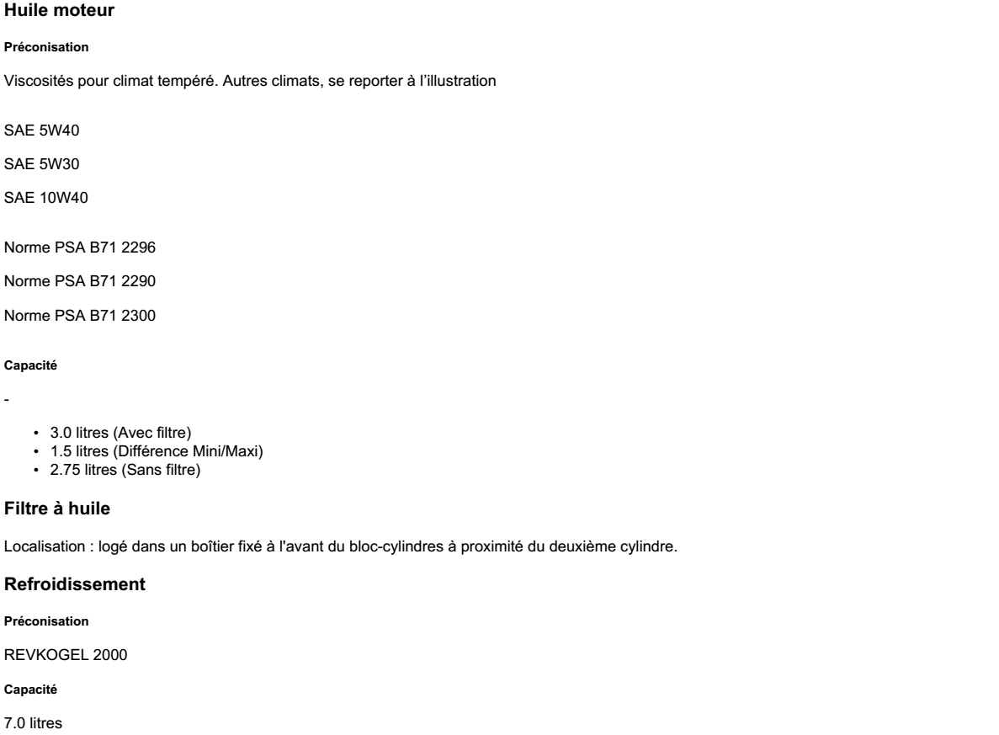 Huile moteur
Préconisation
Viscosités pour climat tempéré. Autres climats, se reporter à l’illustration
SAE 5W40
SAE 5W30
SAE 10W40
Norme PSA B71 2296
Norme PSA B71 2290
Norme PSA B71 2300
Capacité
-
• 3.0 litres (Avec filtre)
• 1.5 litres (Différence Mini/Maxi)
• 2.75 litres (Sans filtre)
Filtre à huile
Localisation : logé dans un boîtier fixé à l'avant du bloc-cylindres à proximité du deuxième cylindre.
Refroidissement
Préconisation
REVKOGEL 2000
Capacité
7.0 litres